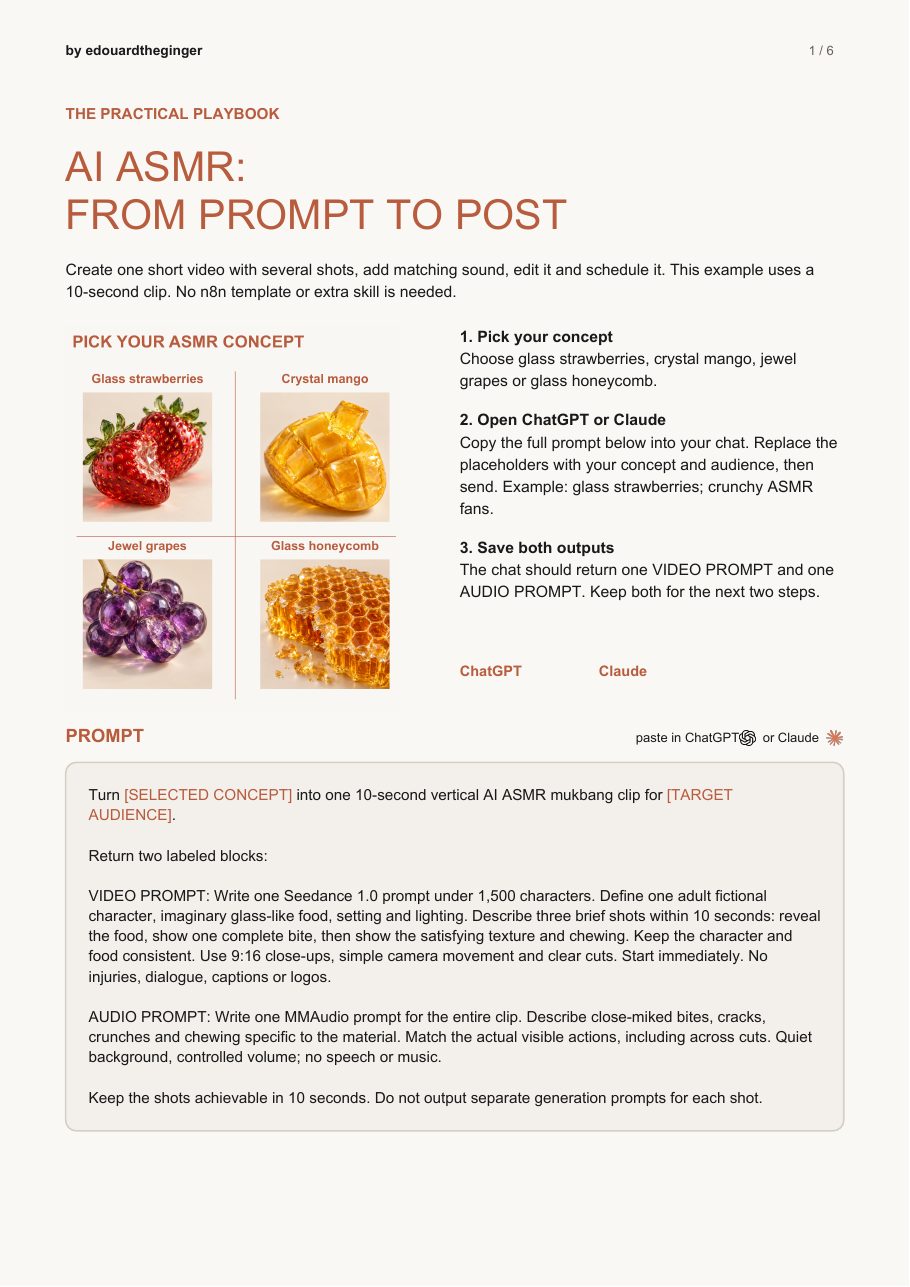 by edouardtheginger
1 / 6
THE PRACTICAL PLAYBOOK
AI ASMR:
FROM PROMPT TO POST
Create one short video with several shots, add matching sound, edit it and schedule it. This example uses a
10-second clip. No n8n template or extra skill is needed.
PICK YOUR ASMR CONCEPT
Glass strawberries
Crystal mango
Jewel grapes
Glass honeycomb
1. Pick your concept
Choose glass strawberries, crystal mango, jewel
grapes or glass honeycomb.
2. Open ChatGPT or Claude
Copy the full prompt below into your chat. Replace the
placeholders with your concept and audience, then
send. Example: glass strawberries; crunchy ASMR
fans.
3. Save both outputs
The chat should return one VIDEO PROMPT and one
AUDIO PROMPT. Keep both for the next two steps.
ChatGPT
Claude
PROMPT
paste in ChatGPT or Claude
Turn [SELECTED CONCEPT] into one 10-second vertical AI ASMR mukbang clip for [TARGET
AUDIENCE].
Return two labeled blocks:
VIDEO PROMPT: Write one Seedance 1.0 prompt under 1,500 characters. Define one adult fictional
character, imaginary glass-like food, setting and lighting. Describe three brief shots within 10 seconds: reveal
the food, show one complete bite, then show the satisfying texture and chewing. Keep the character and
food consistent. Use 9:16 close-ups, simple camera movement and clear cuts. Start immediately. No
injuries, dialogue, captions or logos.
AUDIO PROMPT: Write one MMAudio prompt for the entire clip. Describe close-miked bites, cracks,
crunches and chewing specific to the material. Match the actual visible actions, including across cuts. Quiet
background, controlled volume; no speech or music.
Keep the shots achievable in 10 seconds. Do not output separate generation prompts for each shot.